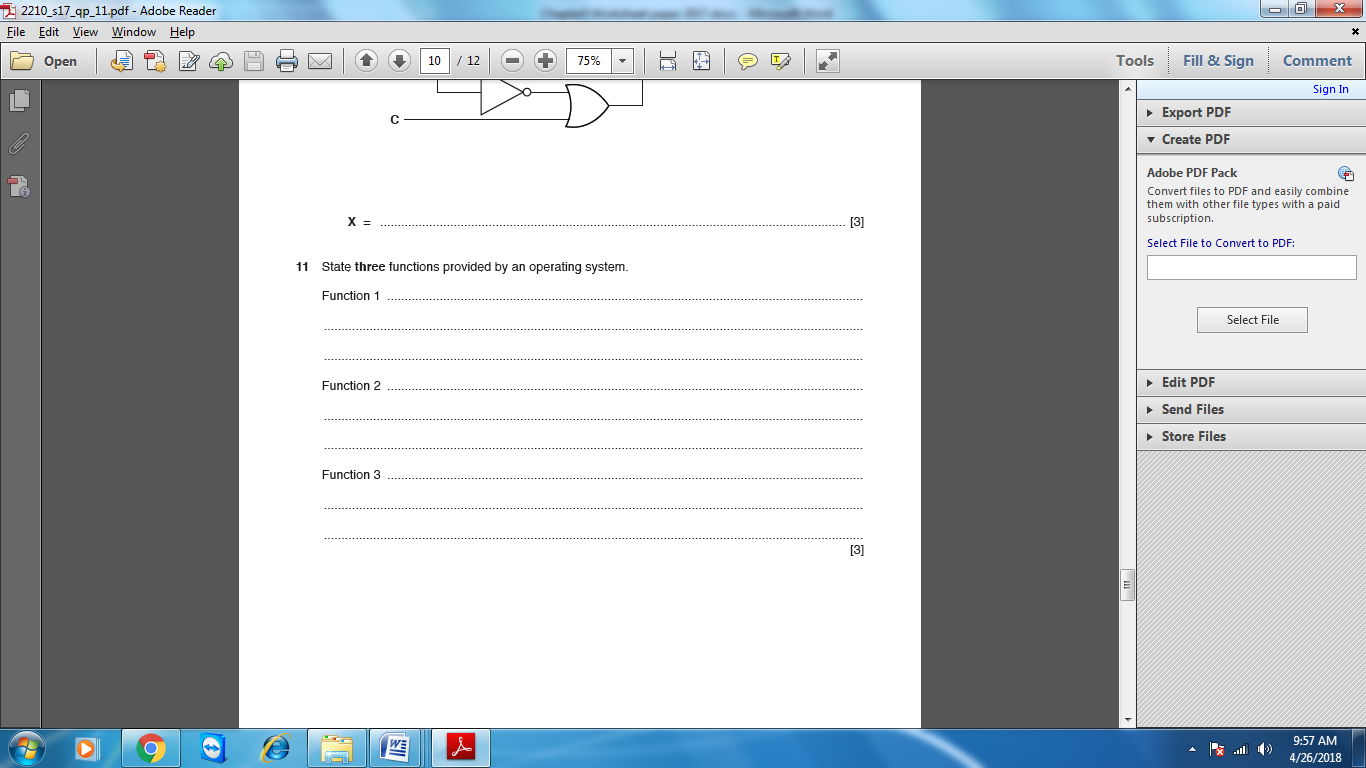 2210_s17_qp_11.pdf - Adobe Reader
File Edit View Window Help
Open 10 / 12 75% Tools Fill & Sign Comment
Sign In
Export PDF
Create PDF
Adobe PDF Pack
Convert files to PDF and easily combine
them with other file types with a paid
subscription.
Select File to Convert to PDF:
Select File
Edit PDF
Send Files
Store Files
C
X = ........................................ [3]
11 State three functions provided by an operating system.
Function 1 ........................................
........................................
........................................
Function 2 ........................................
........................................
........................................
Function 3 ........................................
........................................
........................................
[3]
9:57 AM
4/26/2018